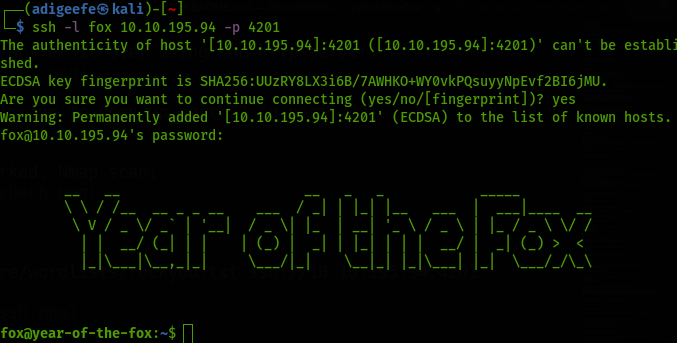 ┌──(adigeefe㉿kali)-[~]
└─$ ssh -l fox 10.10.195.94 -p 4201
The authenticity of host '[10.10.195.94]:4201 ([10.10.195.94]:4201)' can't be establi
shed.
ECDSA key fingerprint is SHA256:UUzRY8LX3i6B/7AWHKO+WY0vkPQsuyyNpEvf2BI6jMU.
Are you sure you want to continue connecting (yes/no/[fingerprint])? yes
Warning: Permanently added '[10.10.195.94]:4201' (ECDSA) to the list of known hosts.
fox@10.10.195.94's password:
Year of the Fox
fox@year-of-the-fox:~$